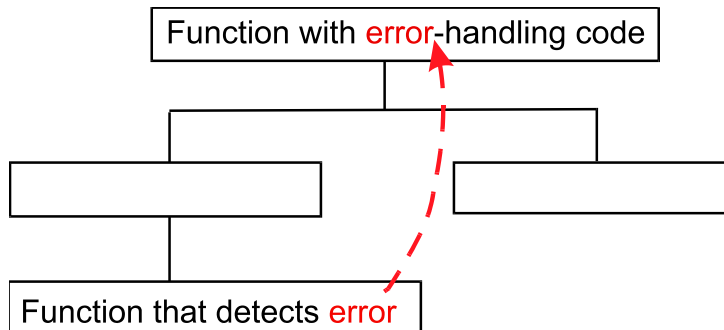 Function with error-handling code
Function that detects error